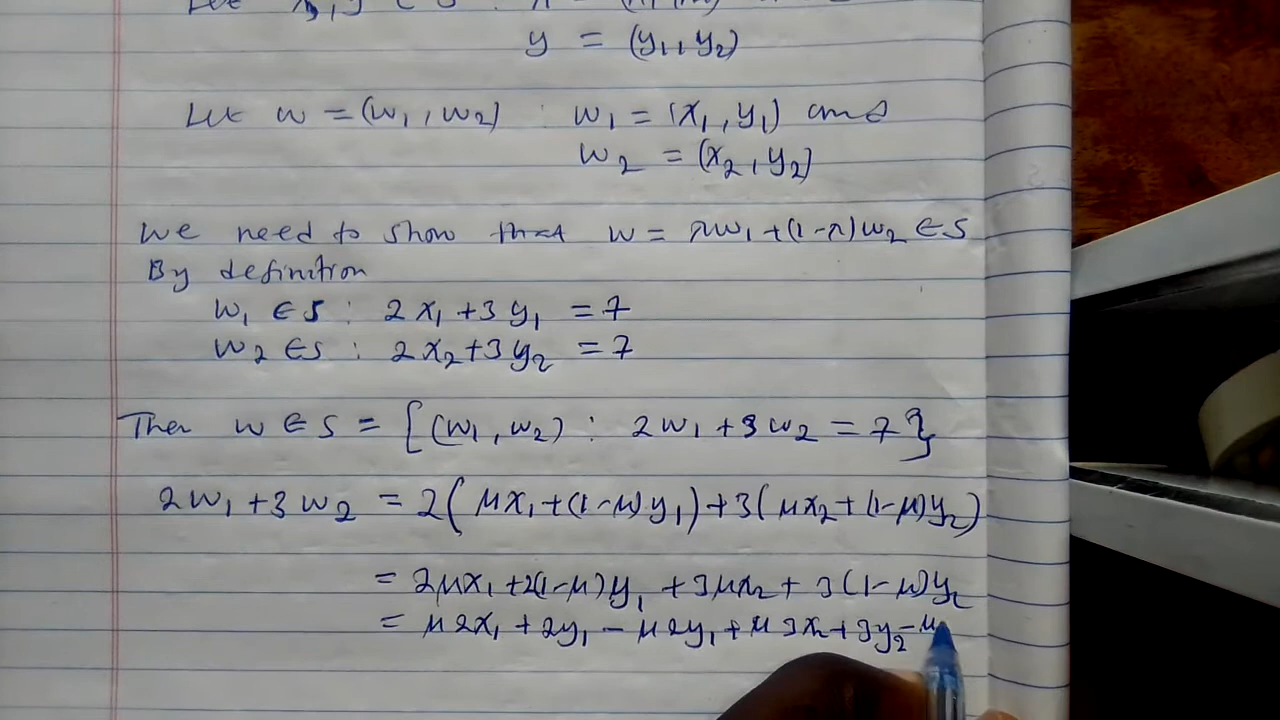 Let x, y ∈ S :
y = (y₁, y₂)
Let w = (w₁, w₂) : w₁ = (x₁, y₁) and
w₂ = (x₂, y₂)
We need to show that w = λw₁ + (1-λ)w₂ ∈ S
By definition
w₁ ∈ S : 2x₁ + 3y₁ = 7
w₂ ∈ S : 2x₂ + 3y₂ = 7
Then w ∈ S = {(w₁, w₂) : 2w₁ + 3w₂ = 7}
2w₁ + 3w₂ = 2(μx₁ + (1-μ)y₁) + 3(μx₂ + (1-μ)y₂)
= 2μx₁ + 2(1-μ)y₁ + 3μx₂ + 3(1-μ)y₂
= μ2x₁ + 2y₁ - μ2y₁ + μ3x₂ + 3y₂ - μ